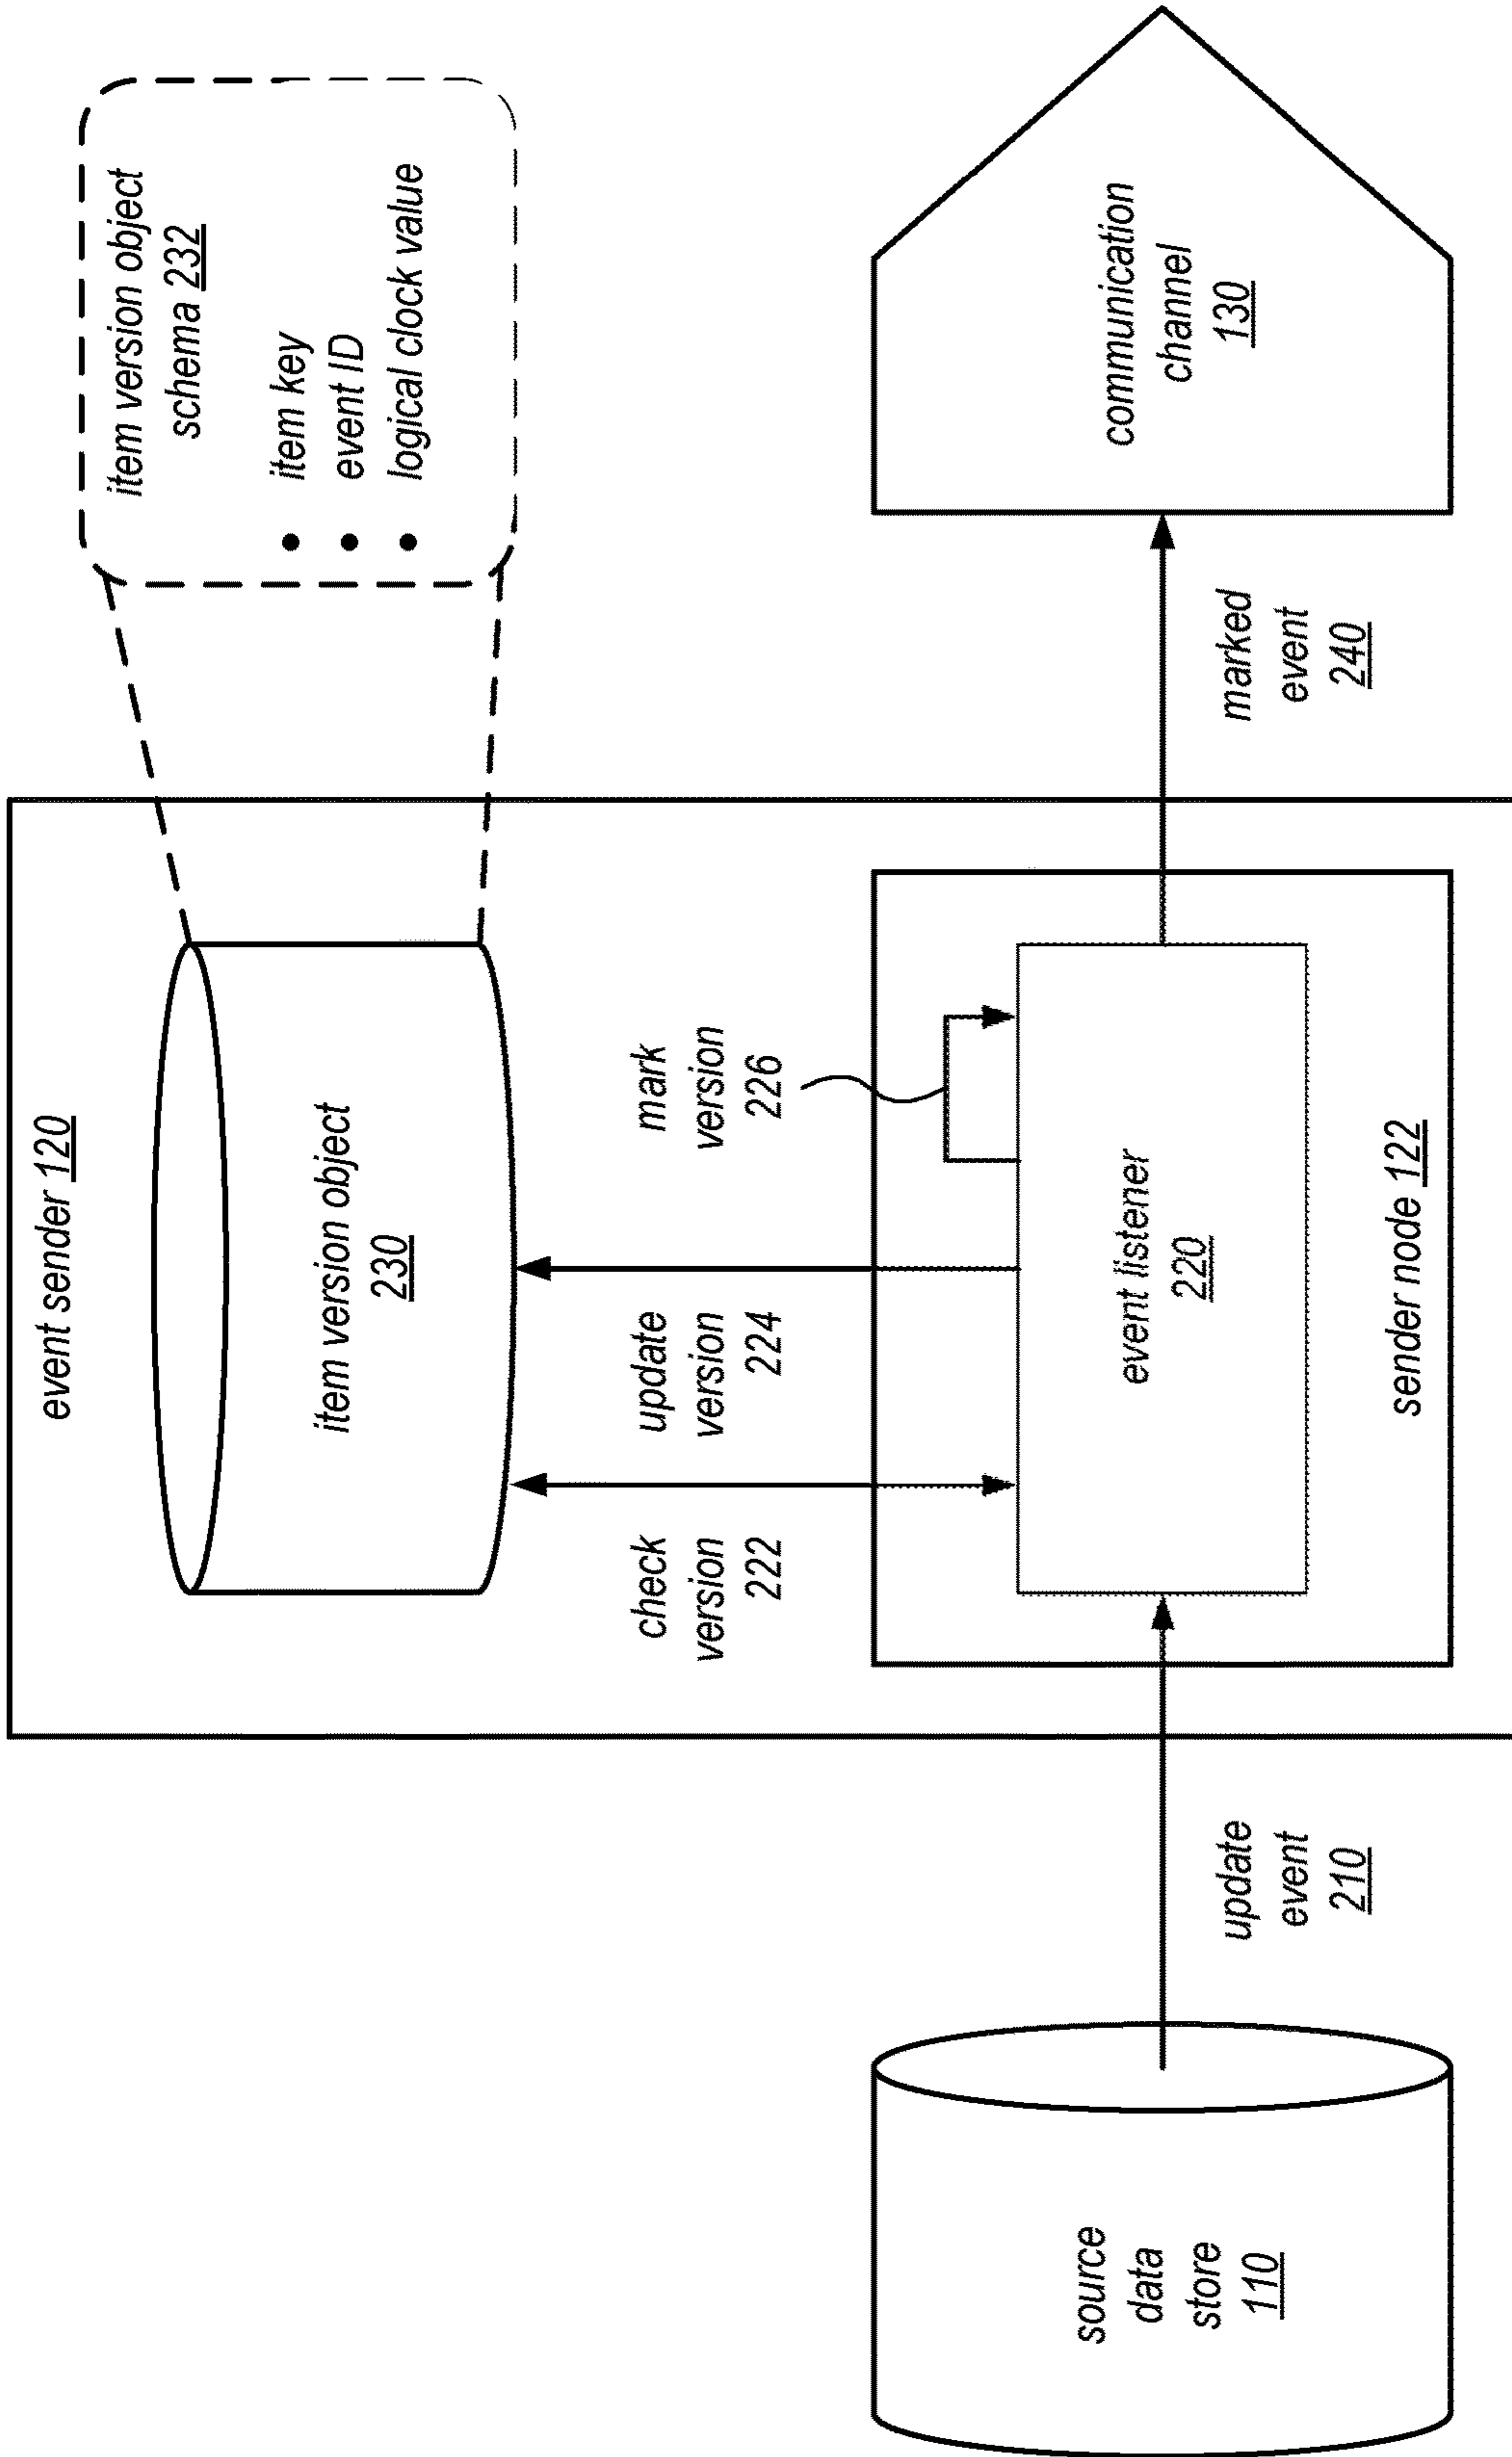 event sender 120
item version object
230
item version object
schema 232
• item key
• event ID
• logical clock value
check
version
222
update
version
224
mark
version
226
source
data
store
110
update
event
210
event listener
220
sender node 122
marked
event
240
communication
channel
130